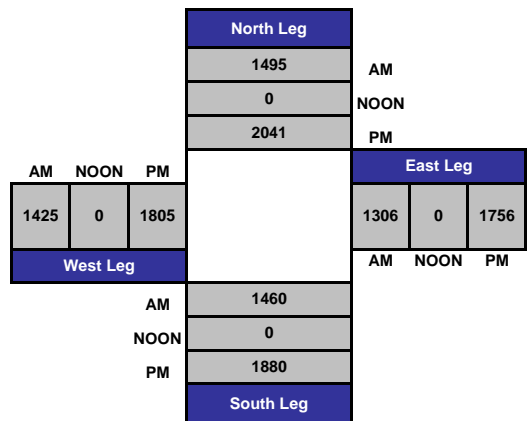 North Leg
1495 AM
0 NOON
2041 PM
AM NOON PM
East Leg
1425 0 1805
1306 0 1756
West Leg
AM NOON PM
AM 1460
NOON 0
PM 1880
South Leg